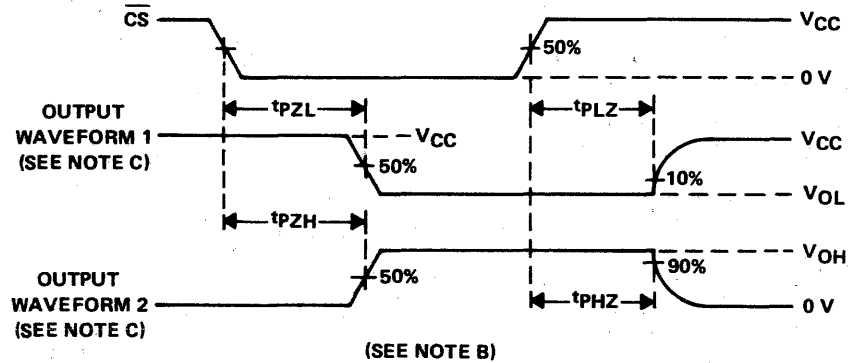 CS VCC
50%
0 V
tPZL tPLZ
OUTPUT
WAVEFORM 1
(SEE NOTE C)
VCC VCC
50%
10%
VOL
tPZH
VOH
OUTPUT
WAVEFORM 2
(SEE NOTE C)
50% 90%
tPHZ
0 V
(SEE NOTE B)